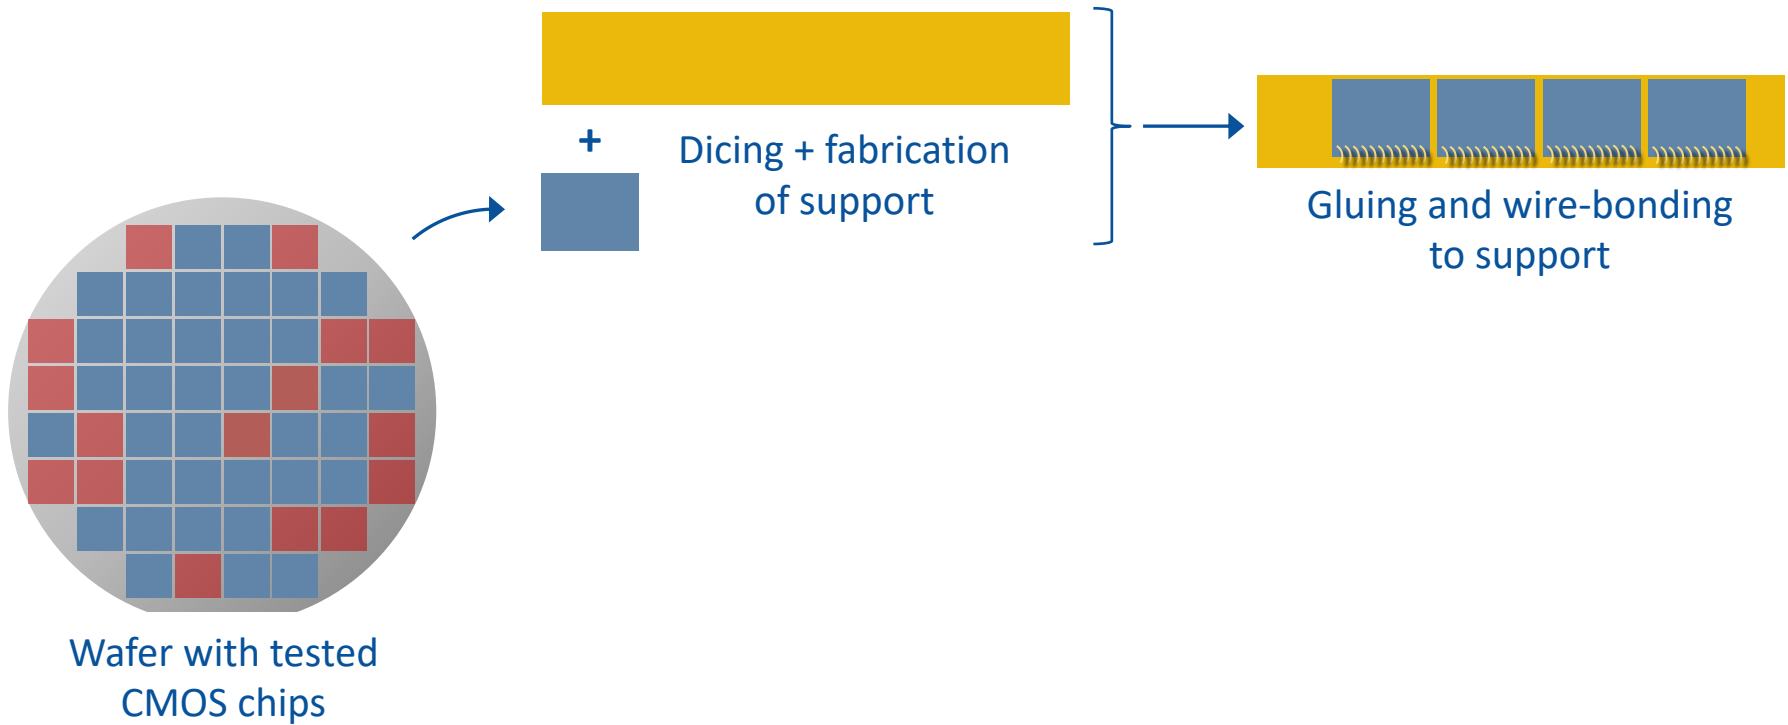 +
Dicing + fabrication
of support
Gluing and wire-bonding
to support
Wafer with tested
CMOS chips